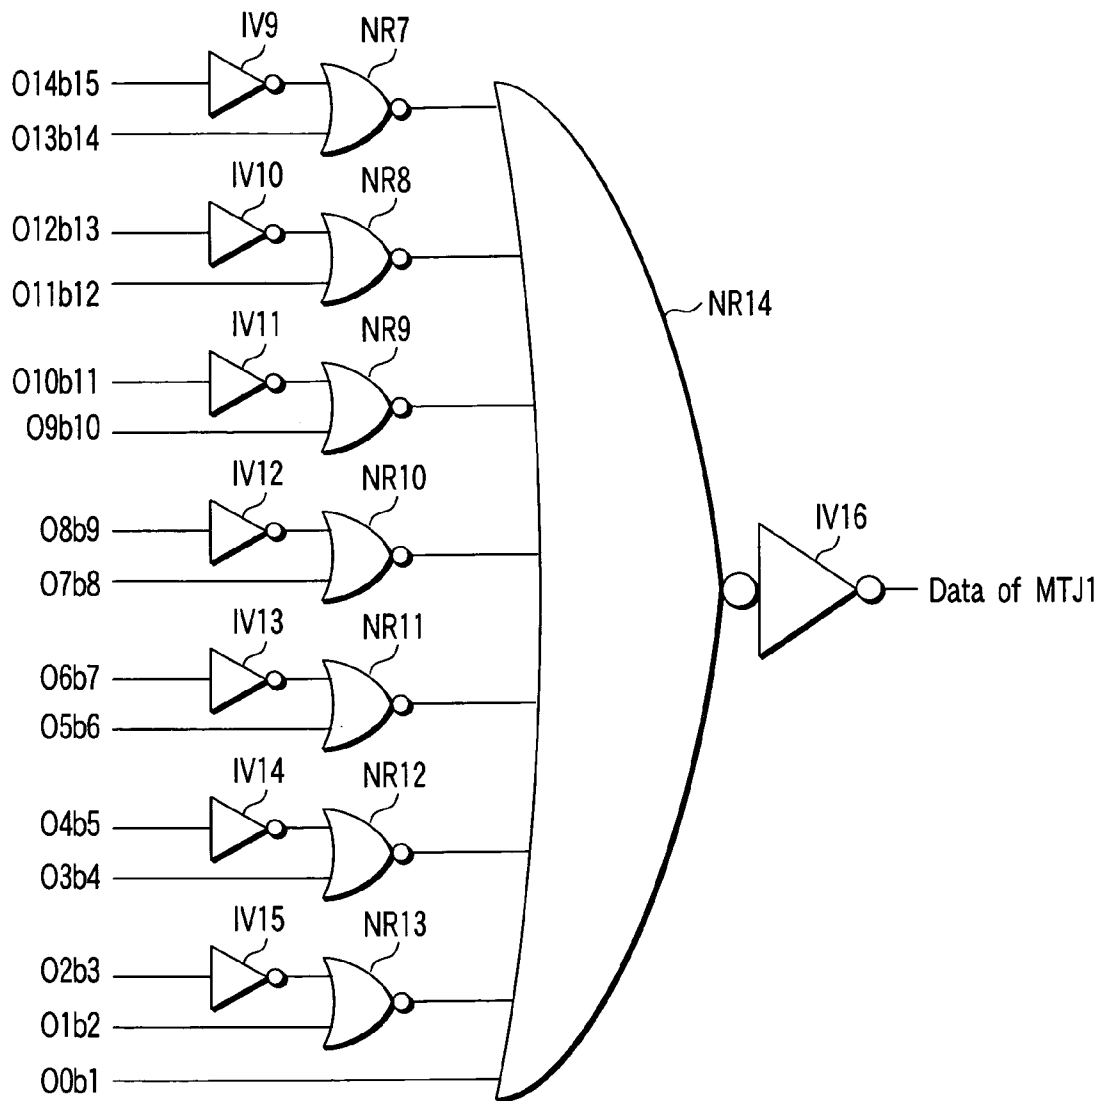 IV9
NR7
O14b15
O13b14
IV10
NR8
O12b13
O11b12
IV11
NR9
O10b11
O9b10
NR14
IV12
NR10
O8b9
O7b8
IV16
Data of MTJ1
IV13
NR11
O6b7
O5b6
IV14
NR12
O4b5
O3b4
IV15
NR13
O2b3
O1b2
O0b1